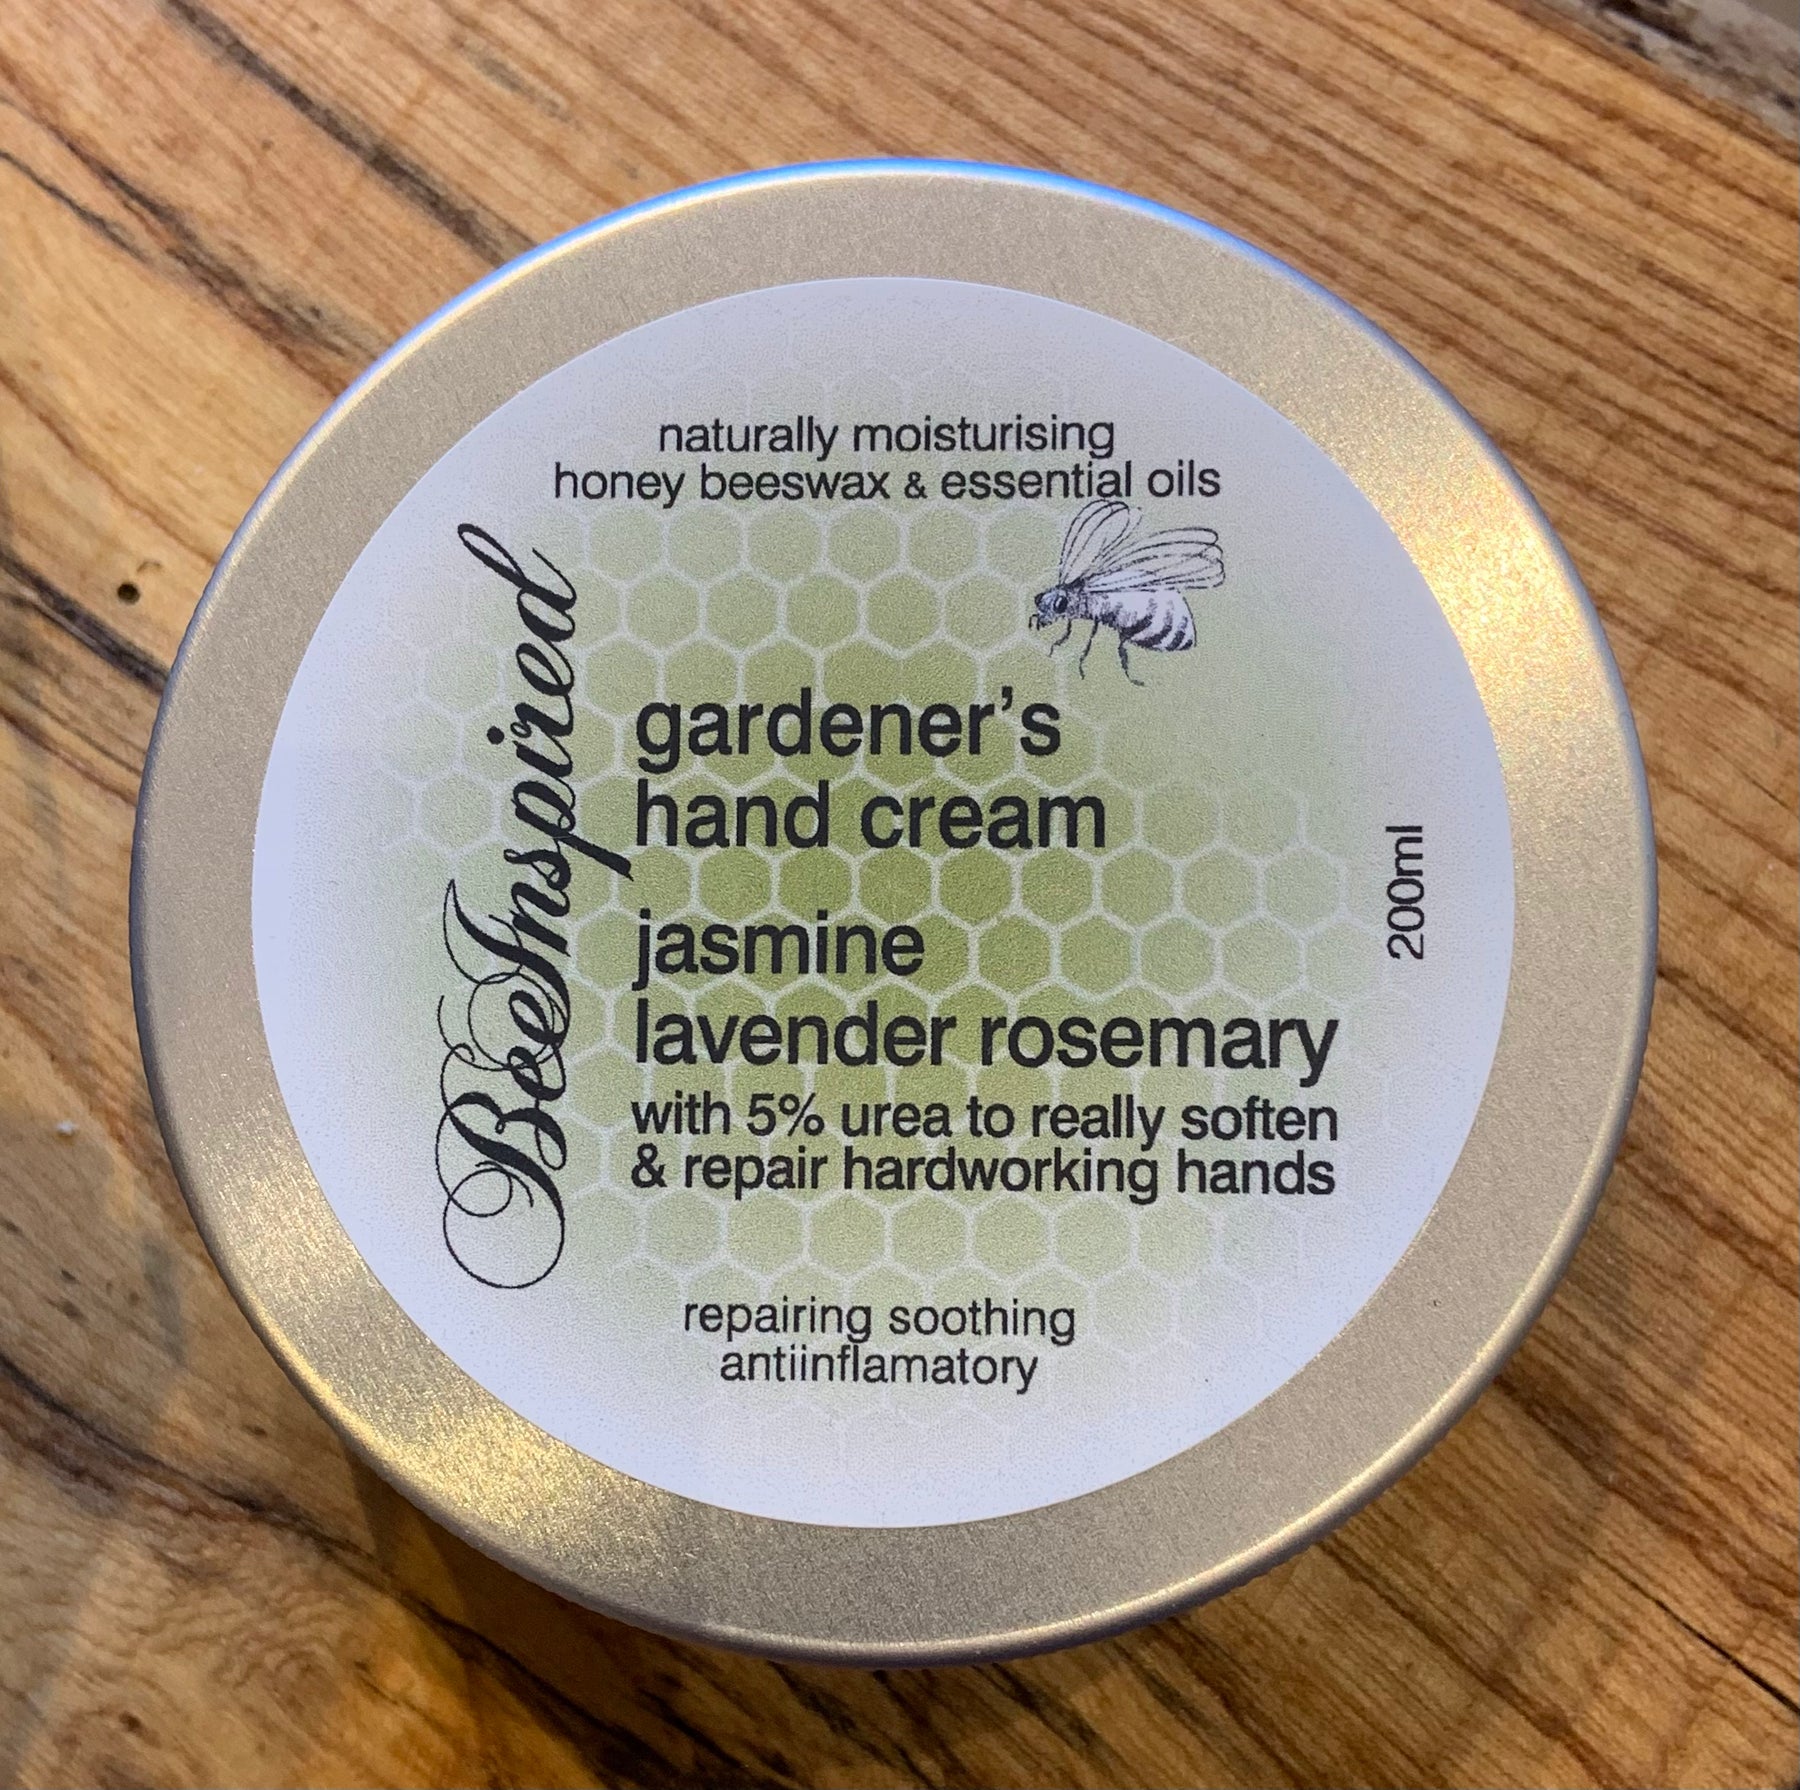 naturally moisturising
honey beeswax & essential oils
BeeInspired
gardener's
hand cream
jasmine
lavender rosemary
with 5% urea to really soften
& repair hardworking hands
200ml
repairing soothing
antiinflamatory